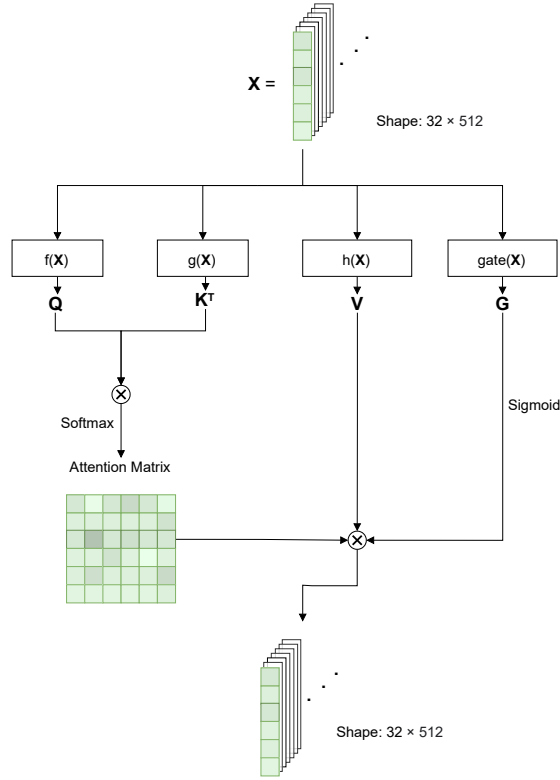 X =
Shape: 32 × 512
f(X)
g(X)
h(X)
gate(X)
Q
Kᵀ
V
G
Sigmoid
Softmax
Attention Matrix
Shape: 32 × 512